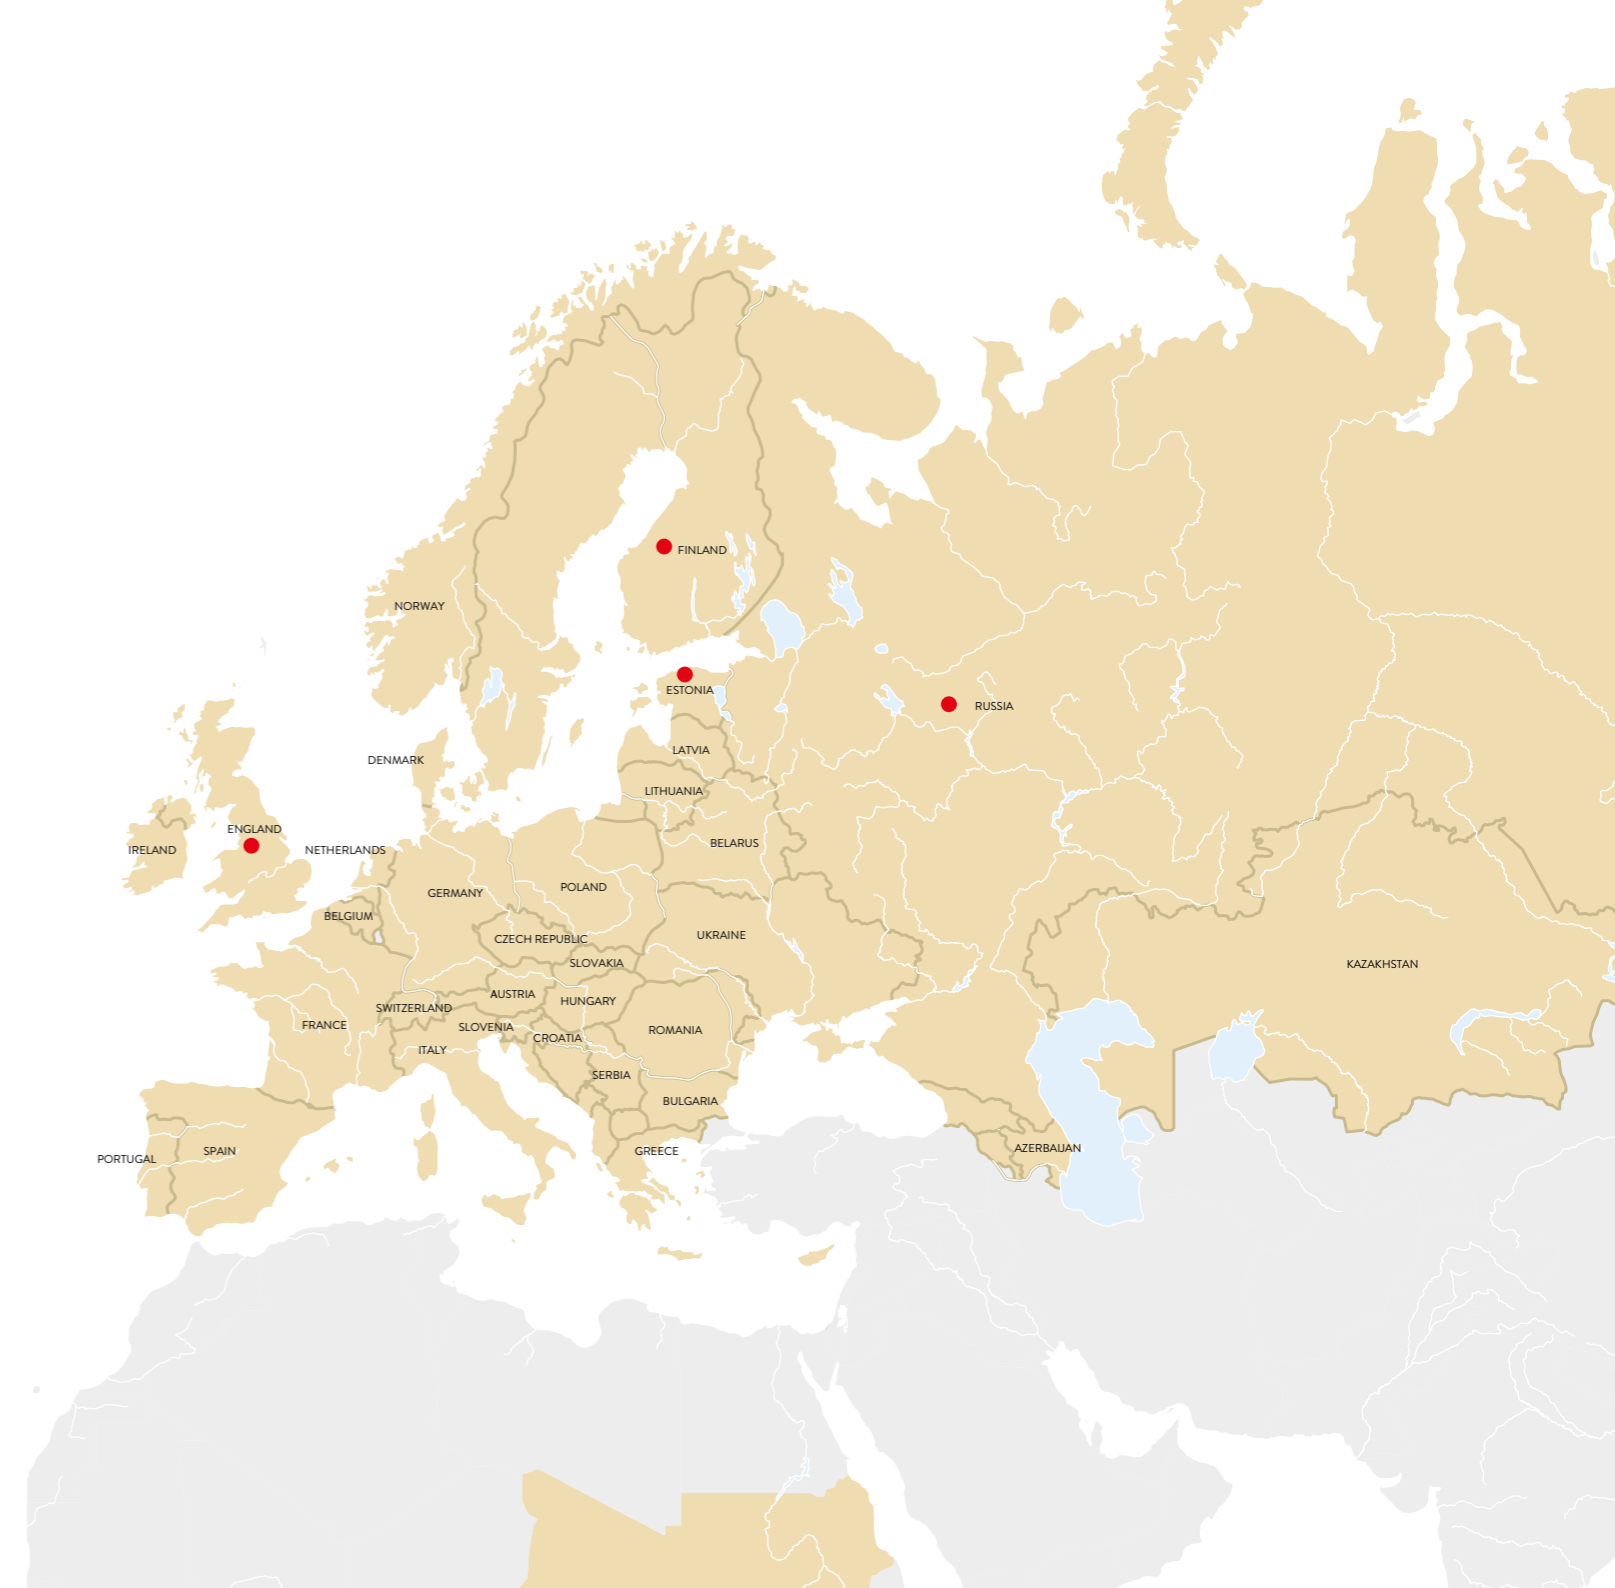 FINLAND
NORWAY
ESTONIA
RUSSIA
LATVIA
DENMARK
LITHUANIA
ENGLAND
BELARUS
IRELAND
NETHERLANDS
POLAND
GERMANY
BELGIUM
UKRAINE
CZECH REPUBLIC
SLOVAKIA
KAZAKHSTAN
AUSTRIA
HUNGARY
SWITZERLAND
FRANCE
SLOVENIA
ROMANIA
CROATIA
ITALY
SERBIA
BULGARIA
AZERBAIJAN
SPAIN
GREECE
PORTUGAL